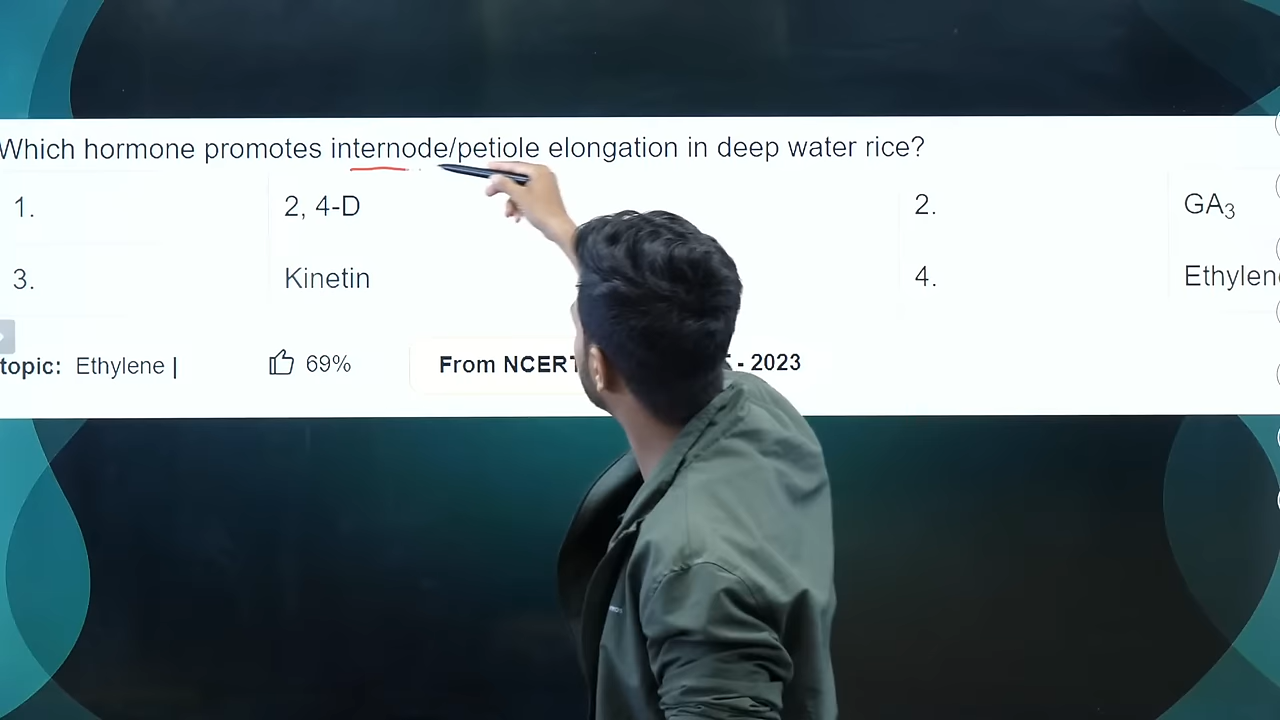 Which hormone promotes internode/petiole elongation in deep water rice?
1. 2, 4-D 2. GA₃
3. Kinetin 4. Ethylene
topic: Ethylene | 69% From NCERT - 2023